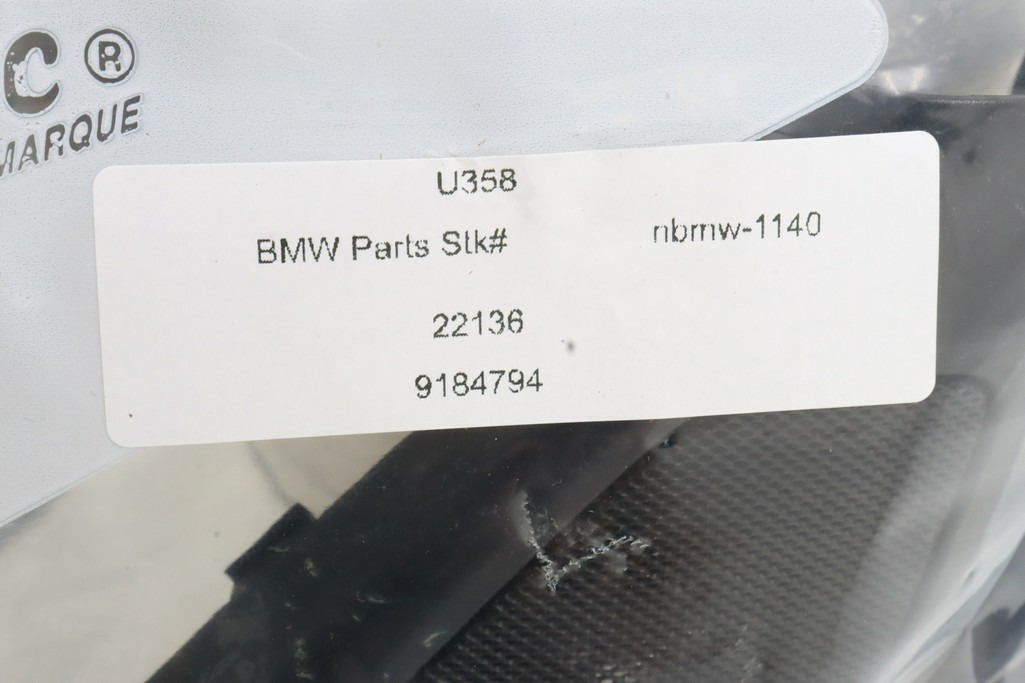 C ®
MARQUE
U358
BMW Parts Stk# nbmw-1140
22136
9184794